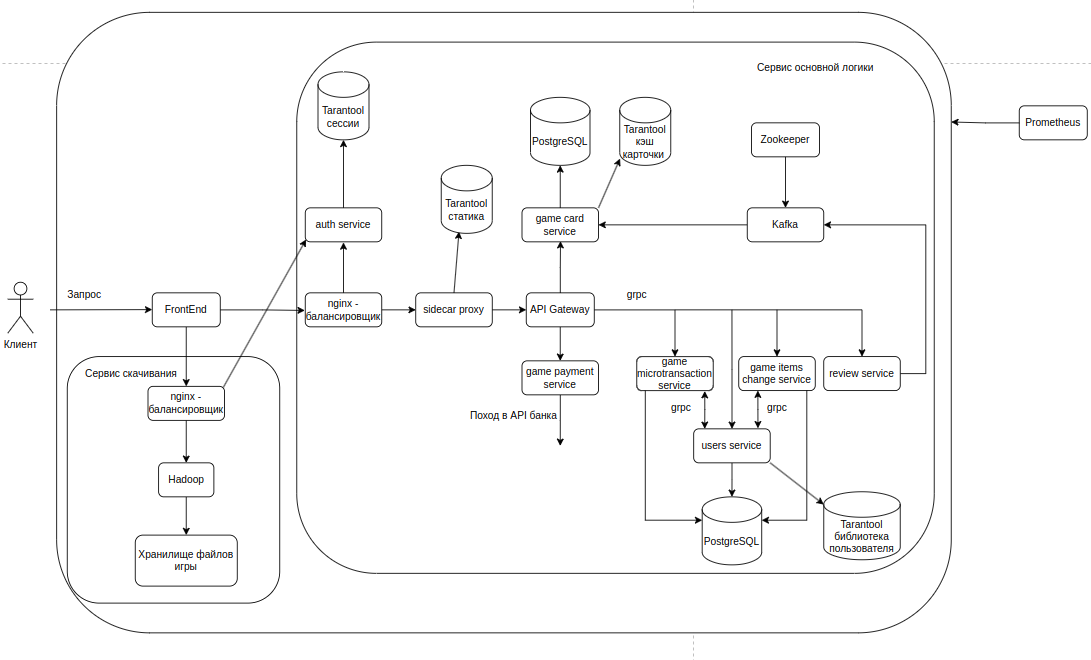 Сервис основной логики
Tarantool
сессии
PostgreSQL
Tarantool
кэш
карточки
Zookeeper
Prometheus
Tarantool
статика
auth service
game card
service
Kafka
Запрос
FrontEnd
nginx -
балансировщик
sidecar proxy
API Gateway
grpc
Клиент
Сервис скачивания
nginx -
балансировщик
game payment
service
game
microtransaction
service
game items
change service
review service
Поход в API банка
grpc
grpc
users service
Hadoop
Хранилище файлов
игры
PostgreSQL
Tarantool
библиотека
пользователя